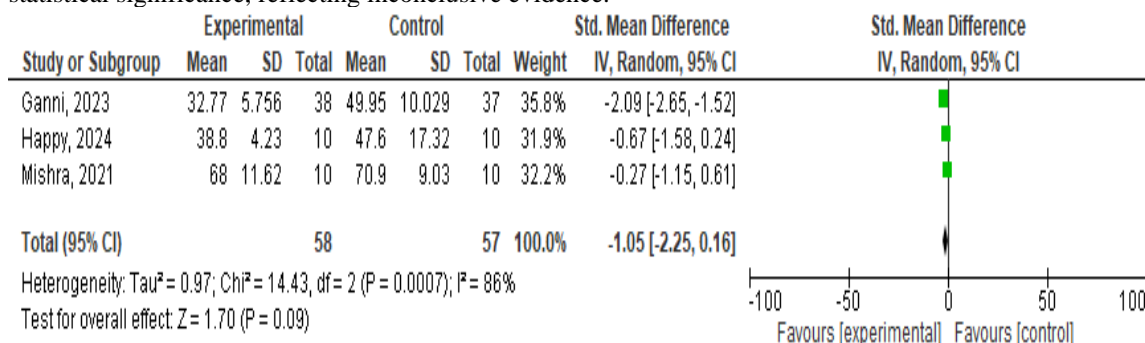 statistical significance, reflecting inconclusive evidence.
Experimental Control Std. Mean Difference Std. Mean Difference
Study or Subgroup Mean SD Total Mean SD Total Weight IV, Random, 95% CI IV, Random, 95% CI
Ganni, 2023 32.77 5.756 38 49.95 10.029 37 35.8% -2.09 [-2.65, -1.52]
Happy, 2024 38.8 4.23 10 47.6 17.32 10 31.9% -0.67 [-1.58, 0.24]
Mishra, 2021 68 11.62 10 70.9 9.03 10 32.2% -0.27 [-1.15, 0.61]
Total (95% CI) 58 57 100.0% -1.05 [-2.25, 0.16]
Heterogeneity: Tau² = 0.97; Chi² = 14.43, df = 2 (P = 0.0007); I² = 86%
Test for overall effect: Z = 1.70 (P = 0.09)
-100 -50 0 50 100
Favours [experimental] Favours [control]